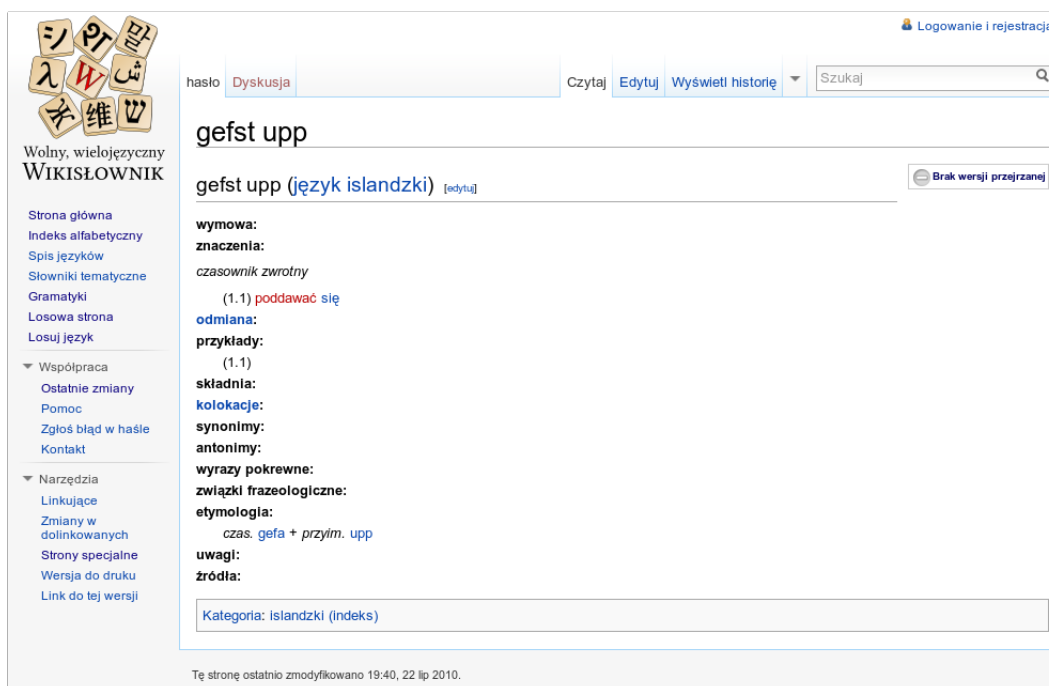 シ
ש
말
λ
W
ش
维
Wolny, wielojęzyczny
WIKISŁOWNIK
Logowanie i rejestracja
hasło Dyskusja Czytaj Edytuj Wyświetl historię Szukaj
gefst upp
gefst upp (język islandzki) [edytuj]
Brak wersji przejrzanej
Strona główna
Indeks alfabetyczny
Spis języków
Słowniki tematyczne
Gramatyki
Losowa strona
Losuj język
Współpraca
Ostatnie zmiany
Pomoc
Zgłoś błąd w haśle
Kontakt
Narzędzia
Linkujące
Zmiany w
dolinkowanych
Strony specjalne
Wersja do druku
Link do tej wersji
wymowa:
znaczenia:
czasownik zwrotny
(1.1) poddawać się
odmiana:
przykłady:
(1.1)
składnia:
kolokacje:
synonimy:
antonimy:
wyrazy pokrewne:
związki frazeologiczne:
etymologia:
czas. gefa + przyim. upp
uwagi:
źródła:
Kategoria: islandzki (indeks)
Tę stronę ostatnio zmodyfikowano 19:40, 22 lip 2010.